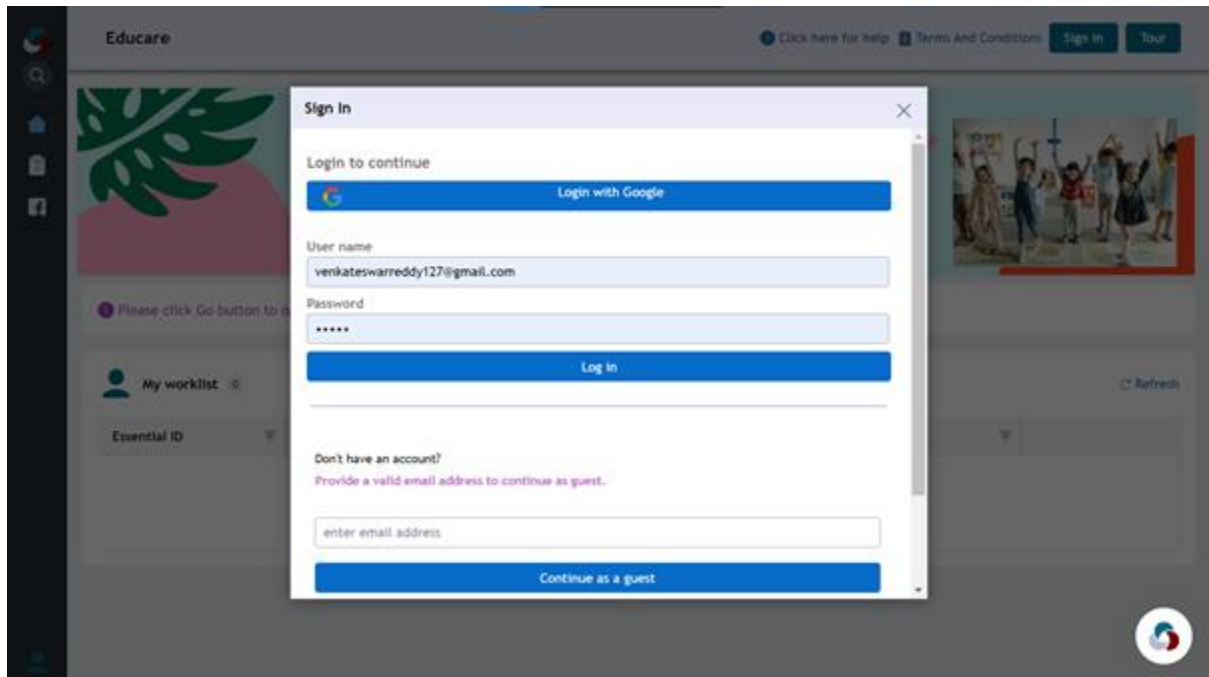 Educare
Click here for help Terms And Conditions Sign in Tour
Sign In
Login to continue
Login with Google
User name
venkateswarreddy127@gmail.com
Password
•••••
Log in
Please click Go button to
My worklist 0
Refresh
Essential ID
Don't have an account?
Provide a valid email address to continue as guest.
enter email address
Continue as a guest